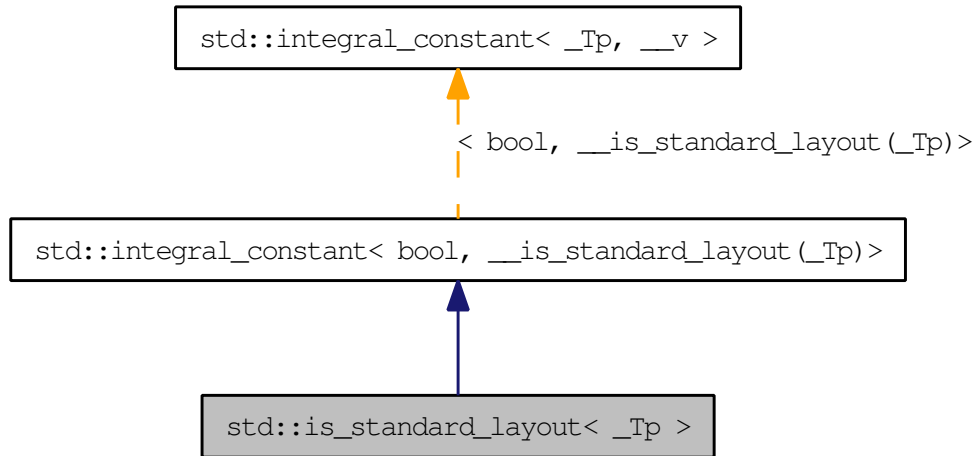 std::integral_constant< _Tp, __v >
< bool, __is_standard_layout(_Tp)>
std::integral_constant< bool, __is_standard_layout(_Tp)>
std::is_standard_layout< _Tp >